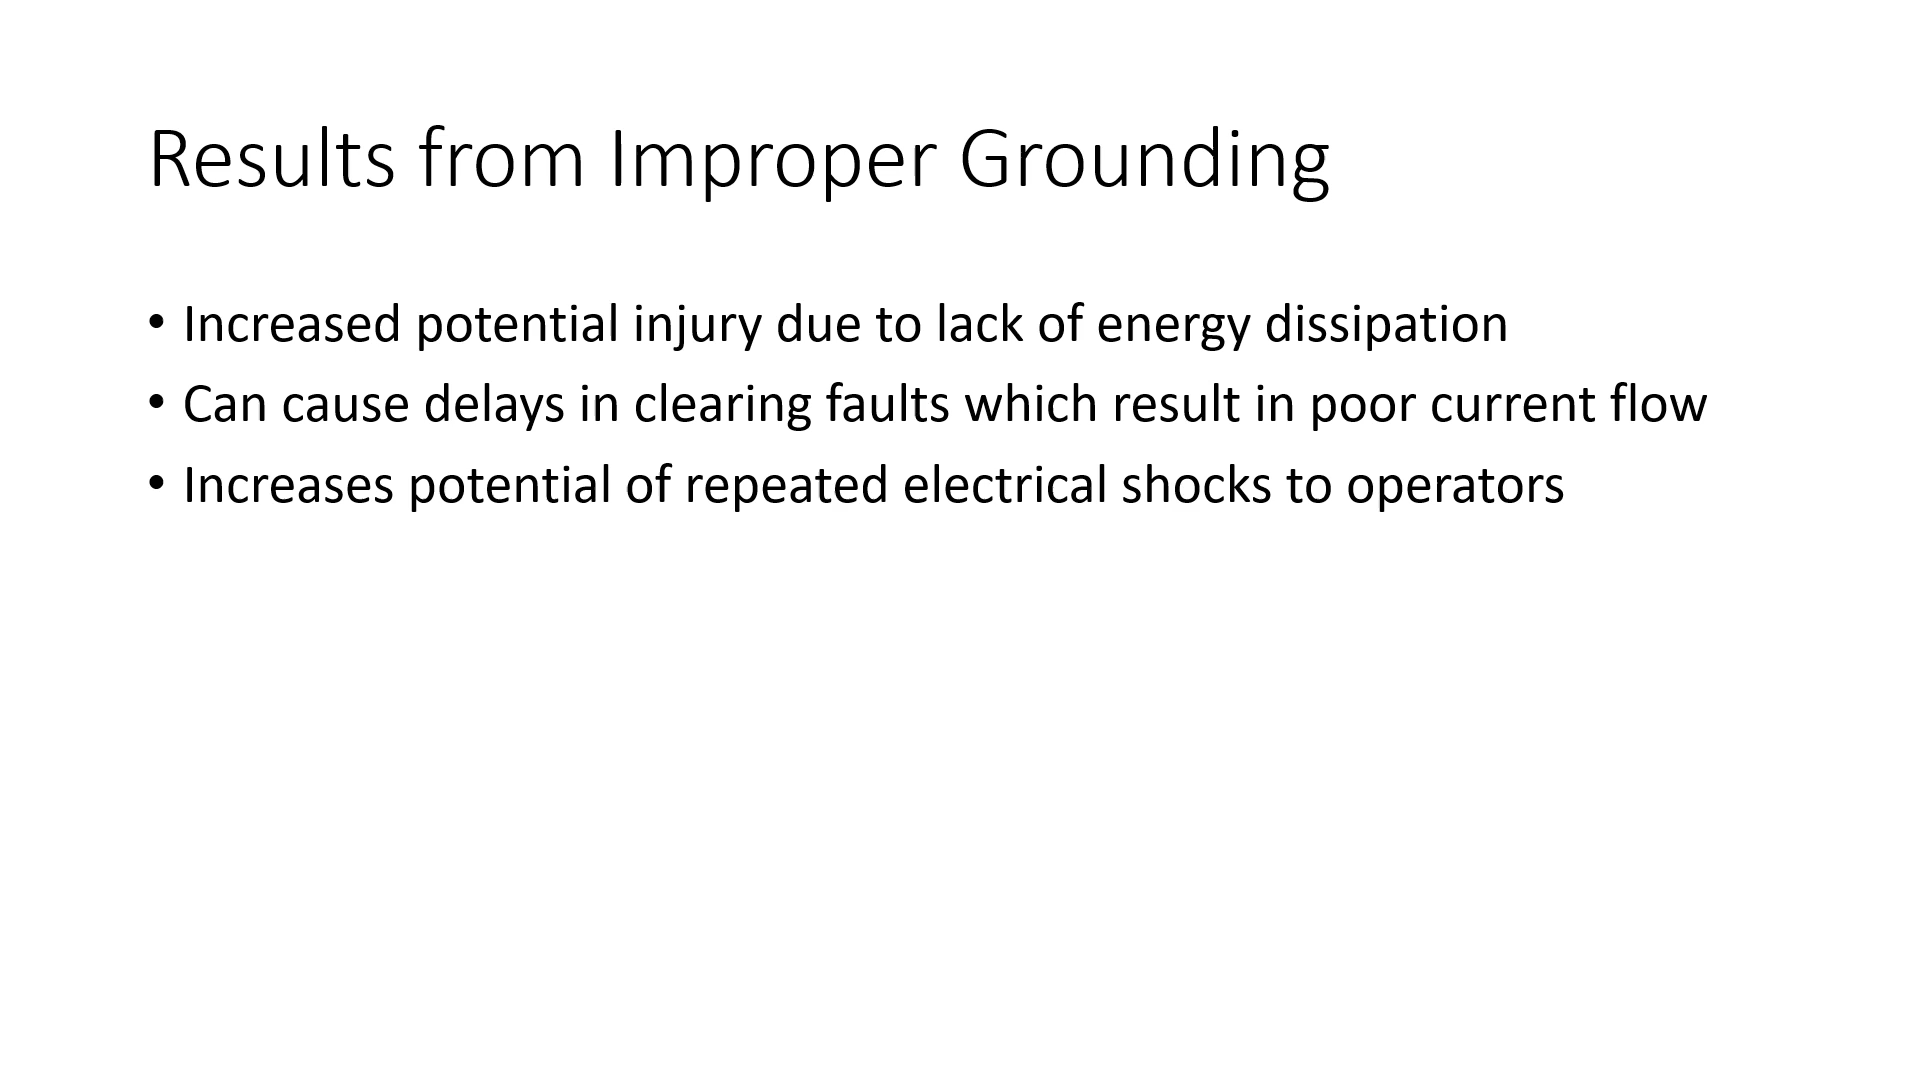 Results from Improper Grounding
• Increased potential injury due to lack of energy dissipation
• Can cause delays in clearing faults which result in poor current flow
• Increases potential of repeated electrical shocks to operators